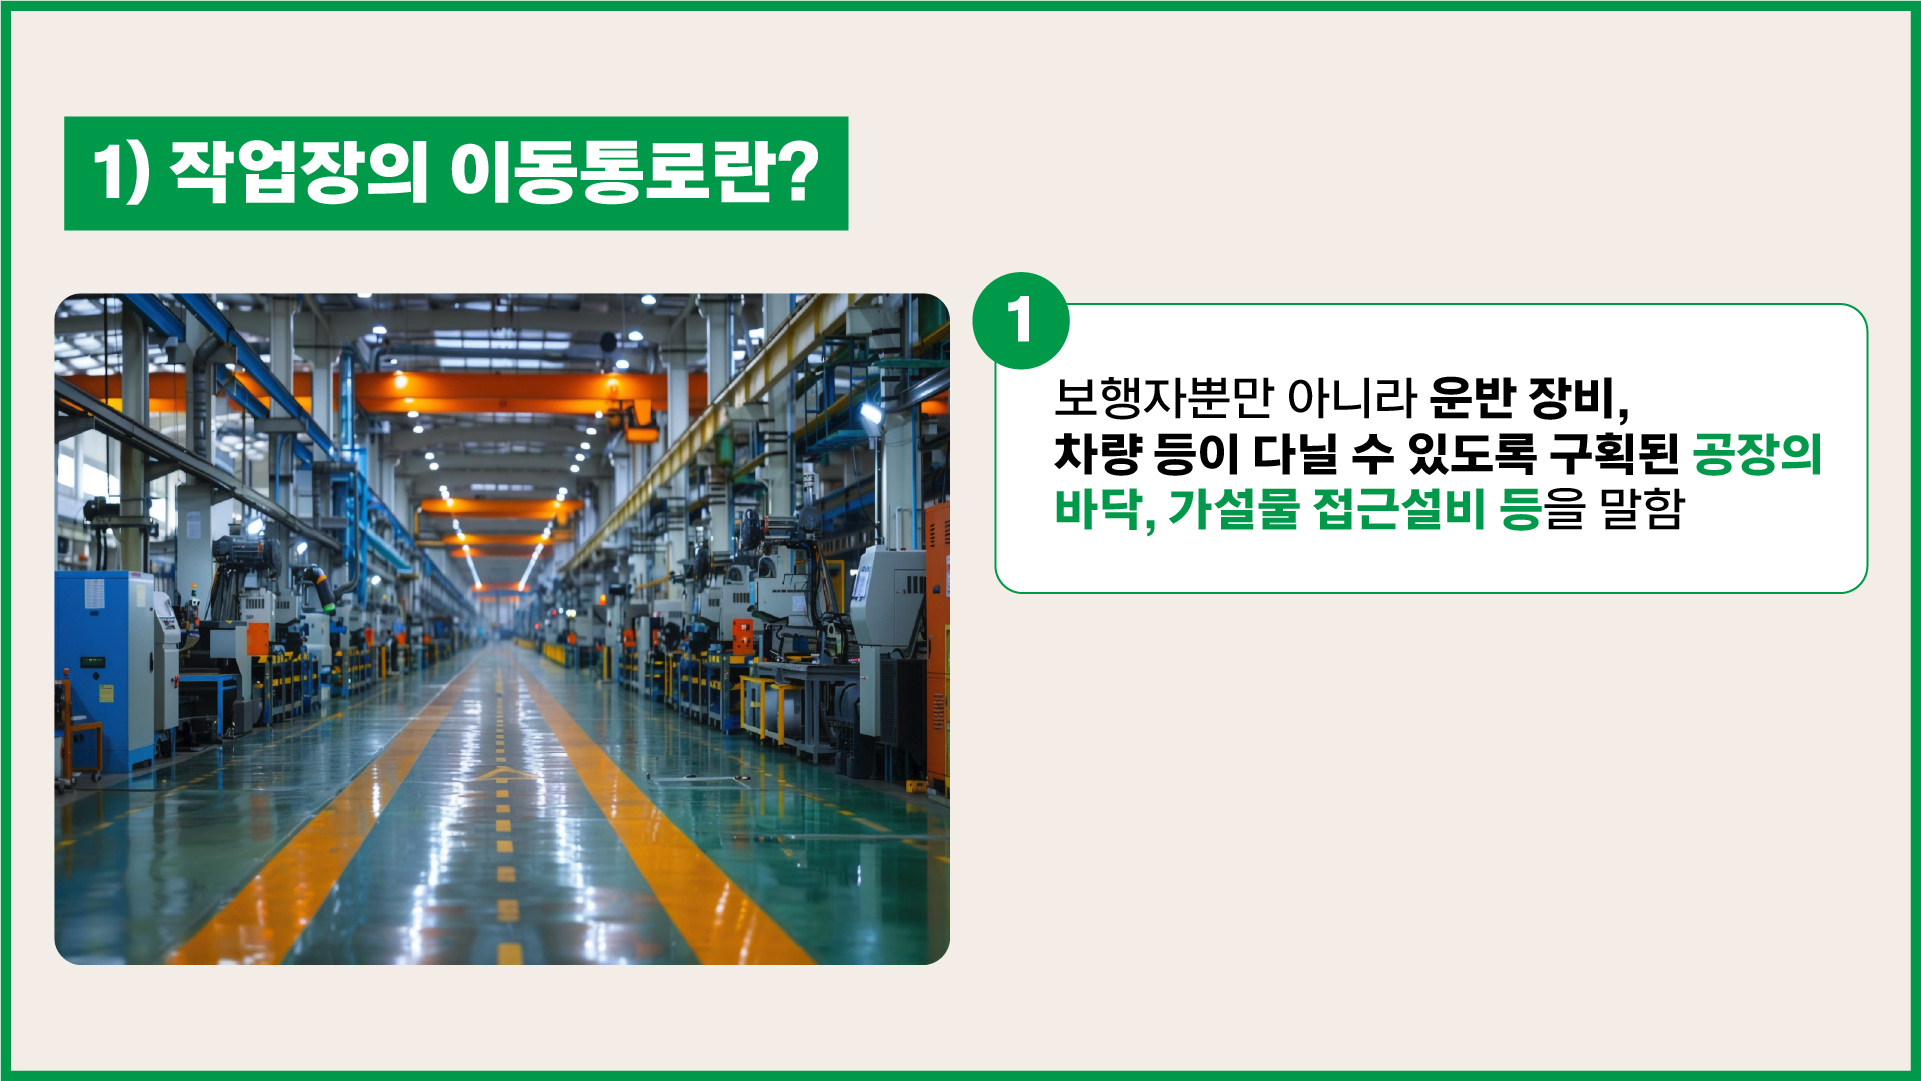 1) 작업장의 이동통로란?
1
보행자뿐만 아니라 운반 장비,
차량 등이 다닐 수 있도록 구획된 공장의
바닥, 가설물 접근설비 등을 말함